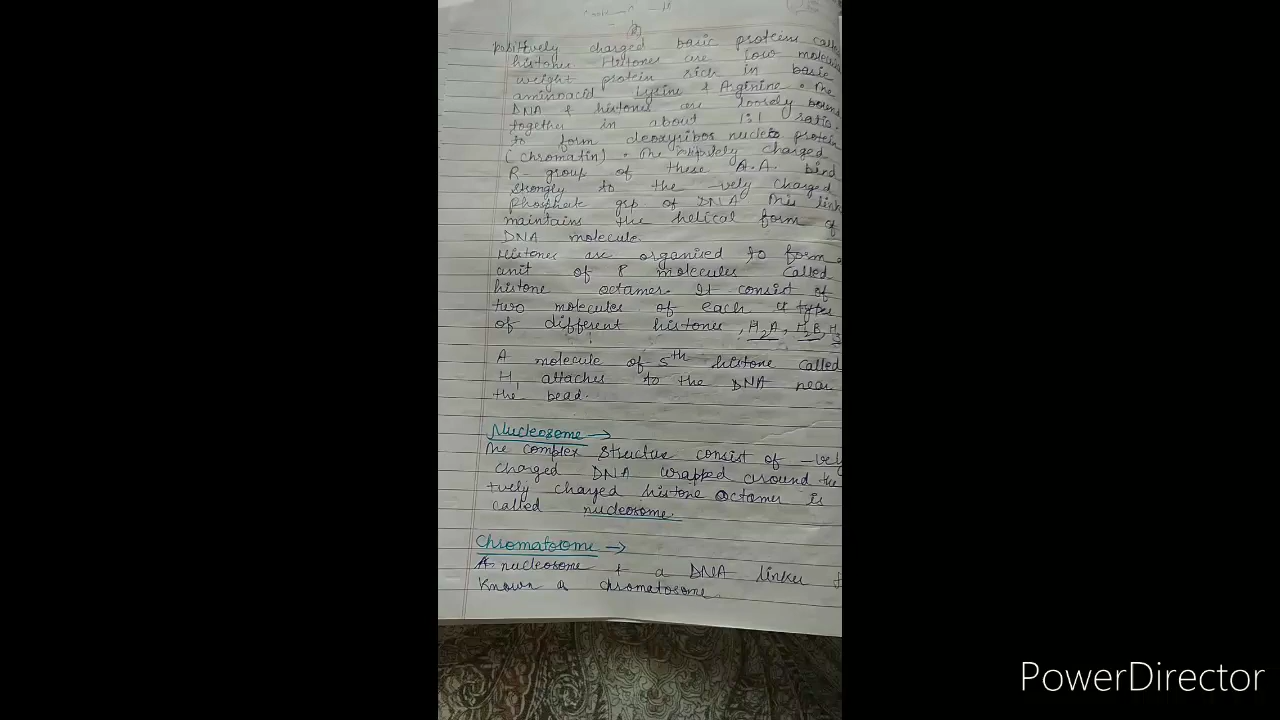 positively charged basic proteins called
histones Histones are low molecular
weight protein rich in basic
aminoacid Lysine & Arginine. The
DNA & histones are loosely bound
together in about 1:1 ratio.
to form deoxyribos nucleo protein
(chromatin). The charged
R- group of these A.A. bind
strongly to the -vely charged
phosphate grp of DNA This link
maintains the helical form of
DNA molecule.
Histones are organised to form a
unit of 8 molecules called
histone octamer. It consist of
two molecules of each 4 types
of different histones, H2A, H2B, H3
A molecule of 5th histone called
H1 attaches to the DNA near
the bead.
Nucleosome →
The complex structure consist of -vely
charged DNA wrapped around the
+vely charged histone octamer is
called nucleosome.
Chromatosome →
A nucleosome + a DNA linker
known a chromatosome.
PowerDirector